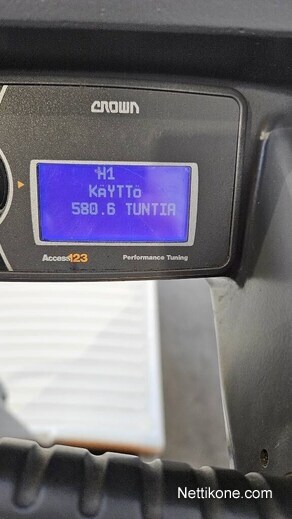 CROWN
H1
KÄYTTÖ
580.6 TUNTIA
Access 123 Performance Tuning
Nettikone.com